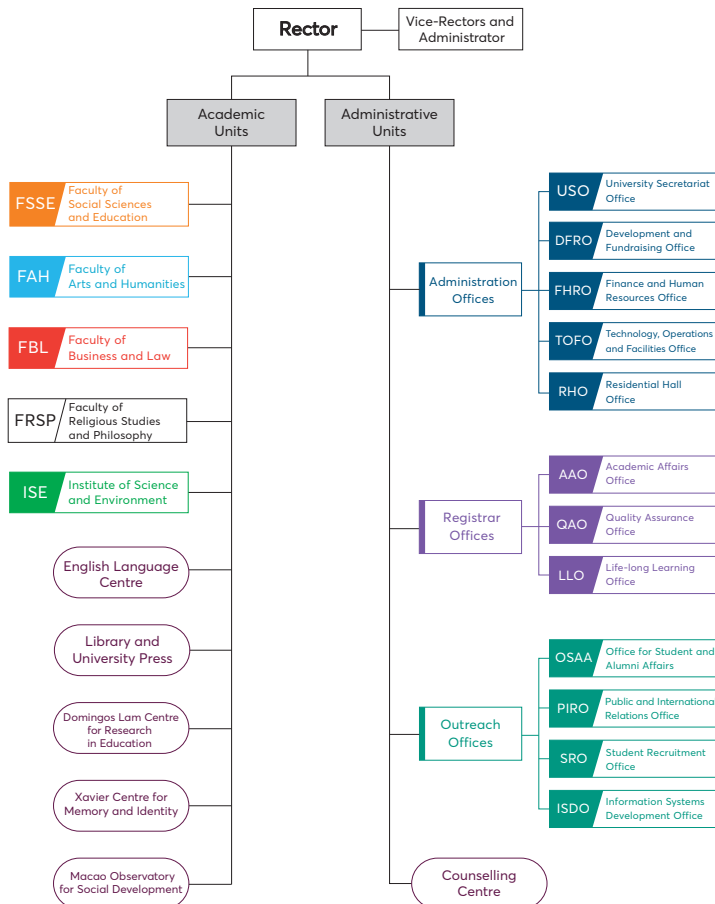 Rector
Vice-Rectors and
Administrator
Academic
Units
Administrative
Units
FSSE
Faculty of
Social Sciences
and Education
FAH
Faculty of
Arts and Humanities
FBL
Faculty of
Business and Law
FRSP
Faculty of
Religious Studies
and Philosophy
ISE
Institute of Science
and Environment
English Language
Centre
Library and
University Press
Domingos Lam Centre
for Research
in Education
Xavier Centre for
Memory and Identity
Macao Observatory
for Social Development
Administration
Offices
USO
University Secretariat
Office
DFRO
Development and
Fundraising Office
FHRO
Finance and Human
Resources Office
TOFO
Technology, Operations
and Facilities Office
RHO
Residential Hall
Office
Registrar
Offices
AAO
Academic Affairs
Office
QAO
Quality Assurance
Office
LLO
Life-long Learning
Office
Outreach
Offices
OSAA
Office for Student and
Alumni Affairs
PIRO
Public and Internationa
Relations Office
SRO
Student Recruitment
Office
ISDO
Information Systems
Development Office
Counselling
Centre